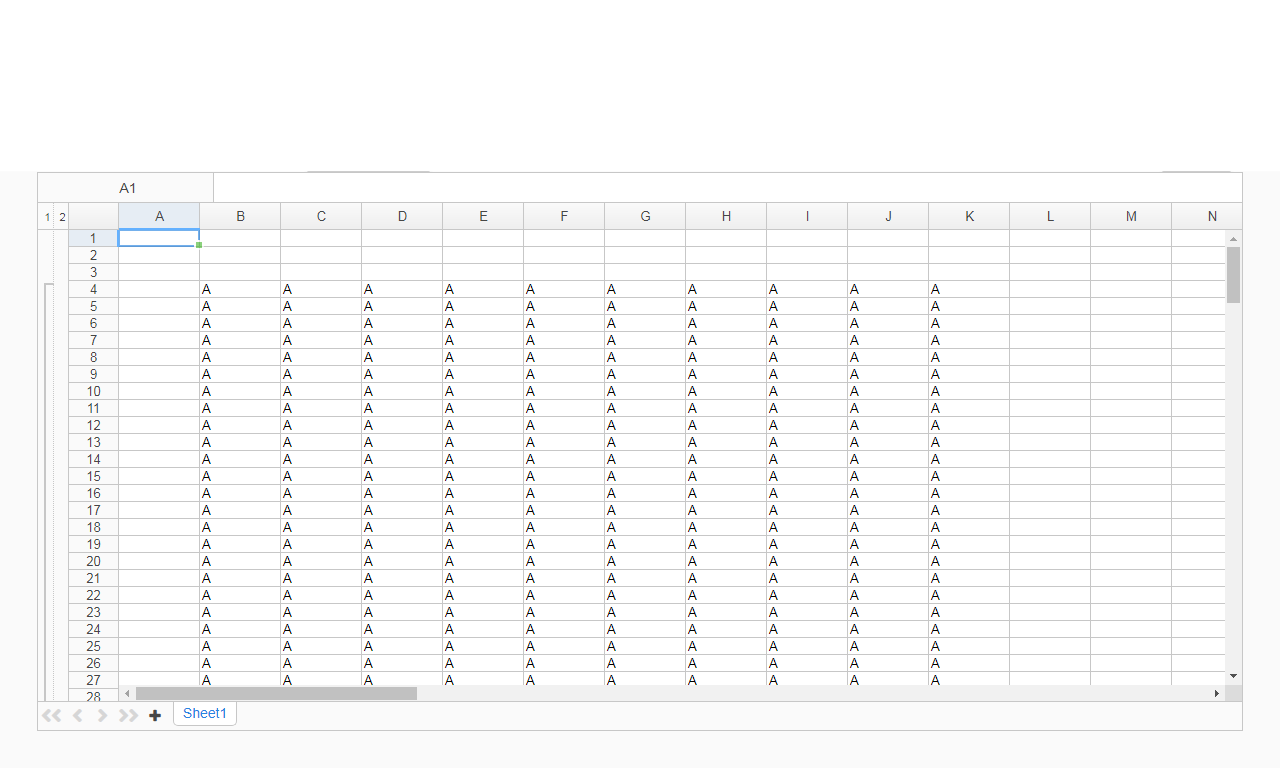 A1
1 2 A B C D E F G H I J K L M N
1
2
3
4 A A A A A A A A A A
5 A A A A A A A A A A
6 A A A A A A A A A A
7 A A A A A A A A A A
8 A A A A A A A A A A
9 A A A A A A A A A A
10 A A A A A A A A A A
11 A A A A A A A A A A
12 A A A A A A A A A A
13 A A A A A A A A A A
14 A A A A A A A A A A
15 A A A A A A A A A A
16 A A A A A A A A A A
17 A A A A A A A A A A
18 A A A A A A A A A A
19 A A A A A A A A A A
20 A A A A A A A A A A
21 A A A A A A A A A A
22 A A A A A A A A A A
23 A A A A A A A A A A
24 A A A A A A A A A A
25 A A A A A A A A A A
26 A A A A A A A A A A
27 A A A A A A A A A A
28
Sheet1